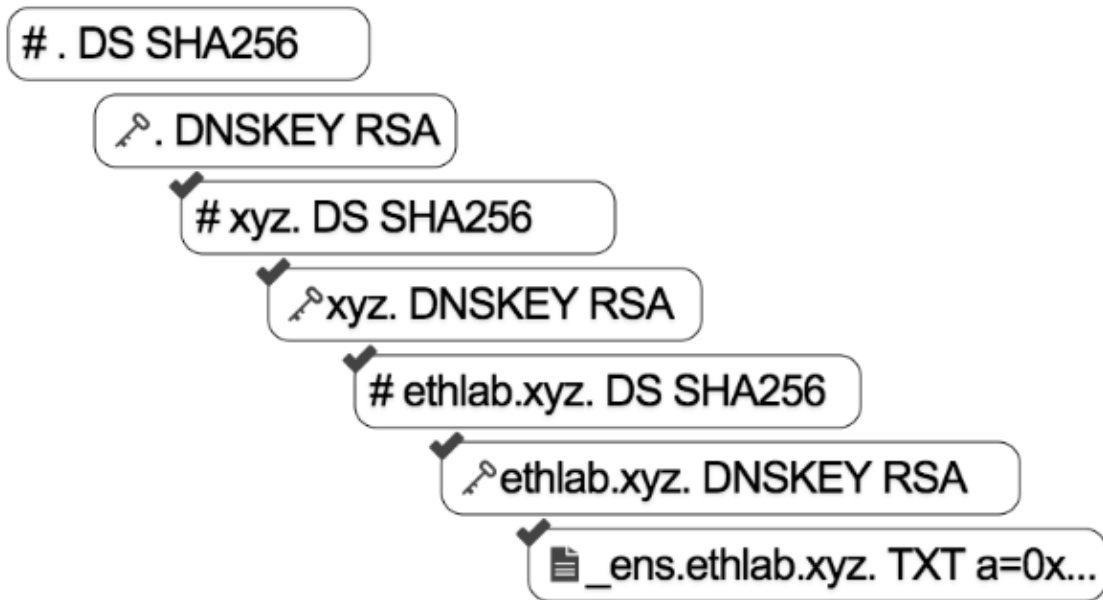 # . DS SHA256
. DNSKEY RSA
# xyz. DS SHA256
xyz. DNSKEY RSA
# ethlab.xyz. DS SHA256
ethlab.xyz. DNSKEY RSA
_ens.ethlab.xyz. TXT a=0x...